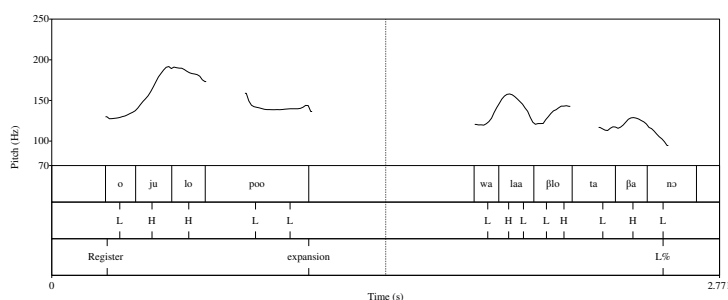 250
200
150
100
70
Pitch (Hz)
o ju lo poo wa laa βlo ta βa nɔ
L H H L L L H L L H L H L
Register expansion L%
0 2.77
Time (s)